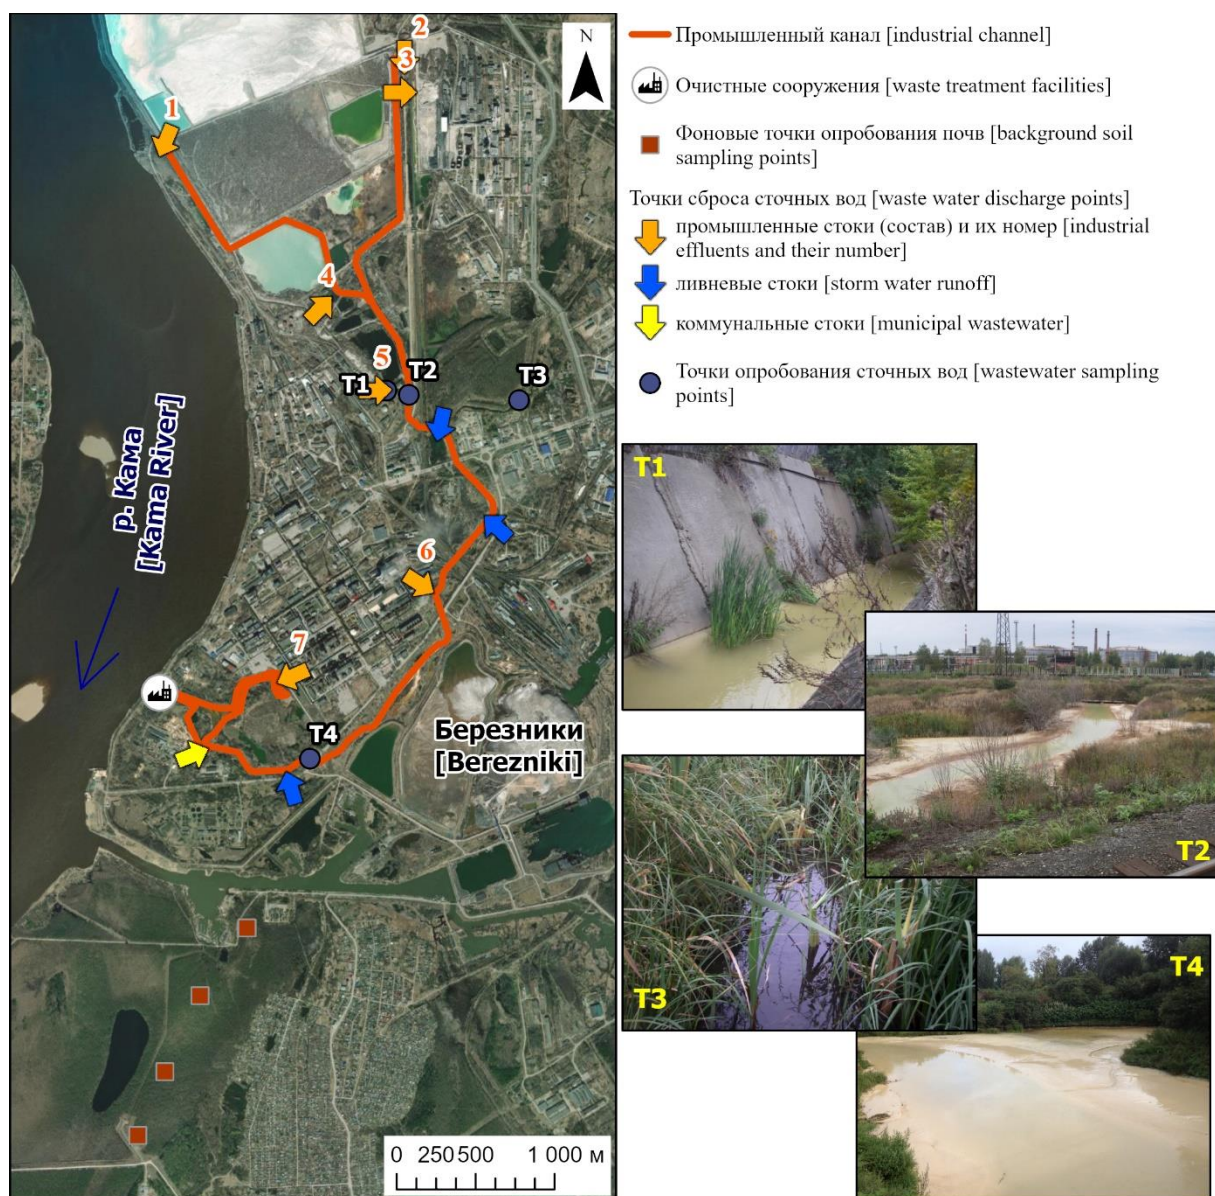 1
2
3
4
5
T1
T2
T3
6
7
T4
р. Кама
[Kama River]
Березники
[Berezniki]
N
0 250 500 1 000 м
Промышленный канал [industrial channel]
Очистные сооружения [waste treatment facilities]
Фоновые точки опробования почв [background soil
sampling points]
Точки сброса сточных вод [waste water discharge points]
промышленные стоки (состав) и их номер [industrial
effluents and their number]
ливневые стоки [storm water runoff]
коммунальные стоки [municipal wastewater]
Точки опробования сточных вод [wastewater sampling
points]
T1
T2
T3
T4